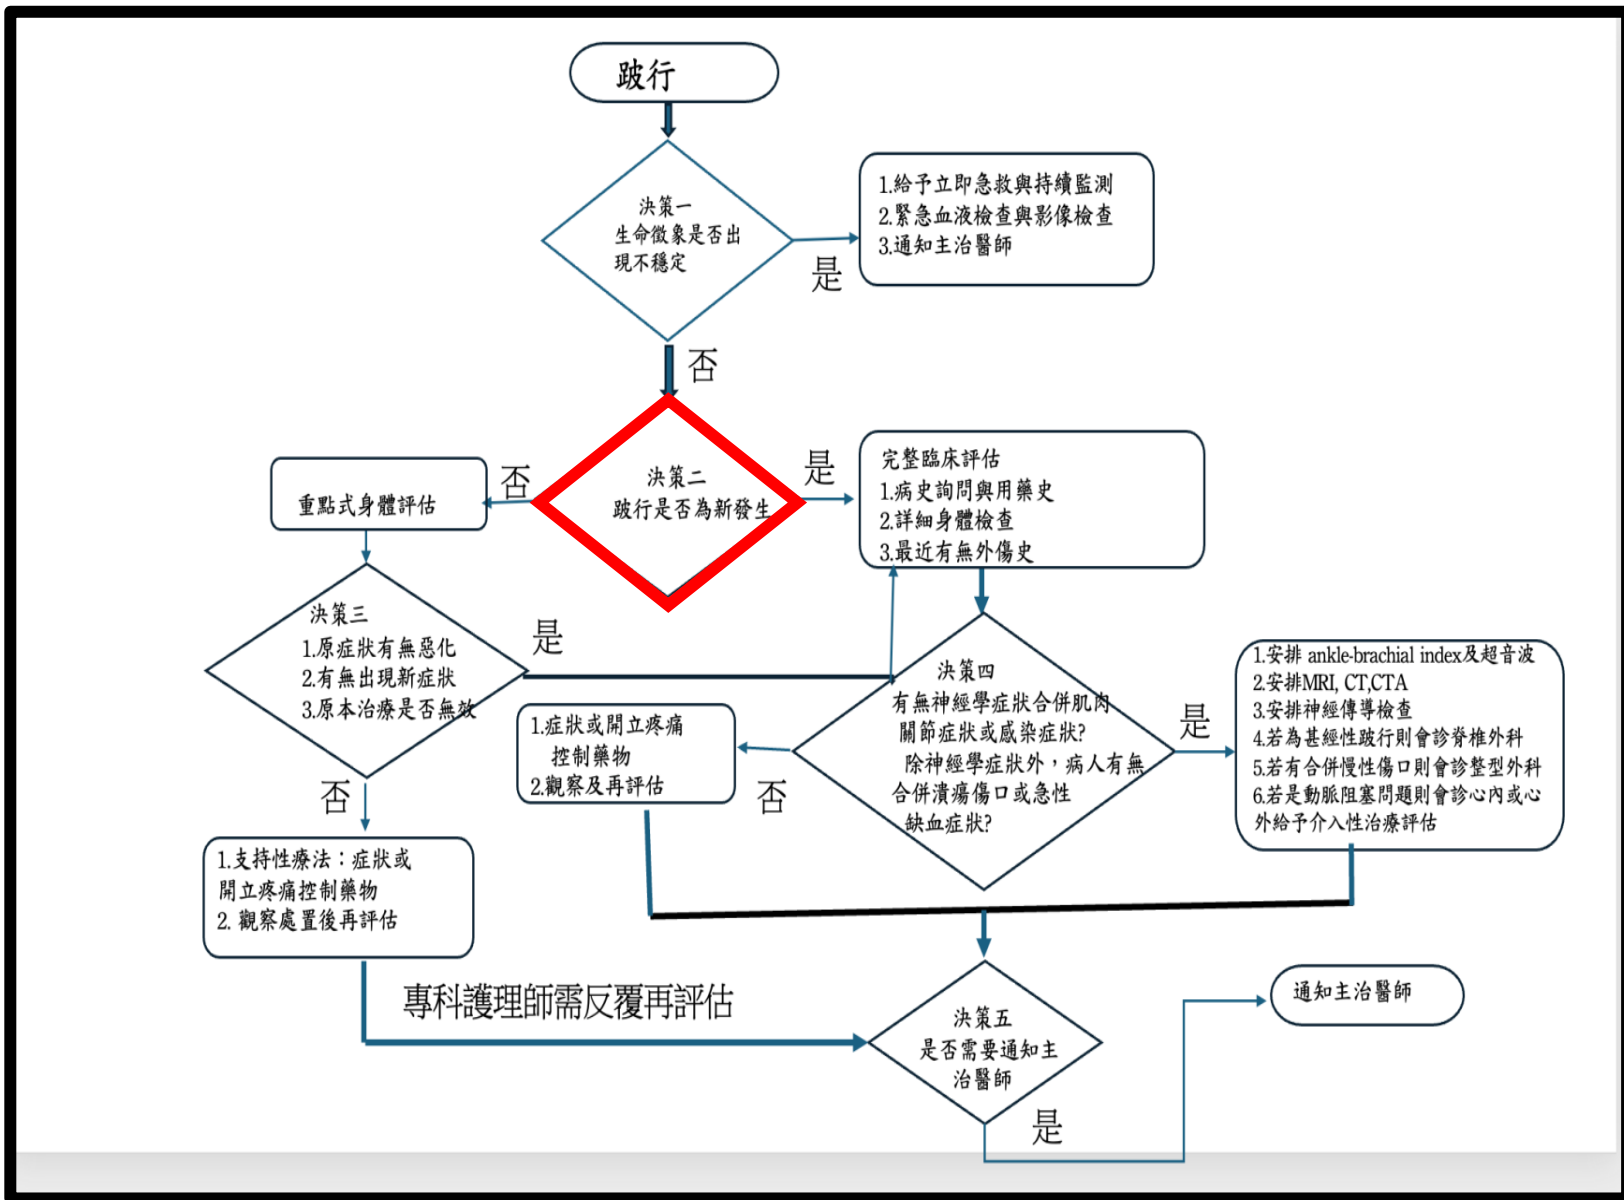 跛行
決策一
生命徵象是否出
現不穩定
是
1.給予立即急救與持續監測
2.緊急血液檢查與影像檢查
3.通知主治醫師
否
決策二
跛行是否為新發生
否
是
重點式身體評估
完整臨床評估
1.病史詢問與用藥史
2.詳細身體檢查
3.最近有無外傷史
決策三
1.原症狀有無惡化
2.有無出現新症狀
3.原本治療是否無效
是
否
決策四
有無神經學症狀合併肌肉
關節症狀或感染症狀?
除神經學症狀外，病人有無
合併潰瘍傷口或急性
缺血症狀?
否
是
1.症狀或開立疼痛
控制藥物
2.觀察及再評估
1.安排 ankle-brachial index及超音波
2.安排MRI, CT,CTA
3.安排神經傳導檢查
4.若為甚經性跛行則會診脊椎外科
5.若有合併慢性傷口則會診整型外科
6.若是動脈阻塞問題則會診心內或心
外給予介入性治療評估
1.支持性療法：症狀或
開立疼痛控制藥物
2. 觀察處置後再評估
專科護理師需反覆再評估
決策五
是否需要通知主
治醫師
是
通知主治醫師